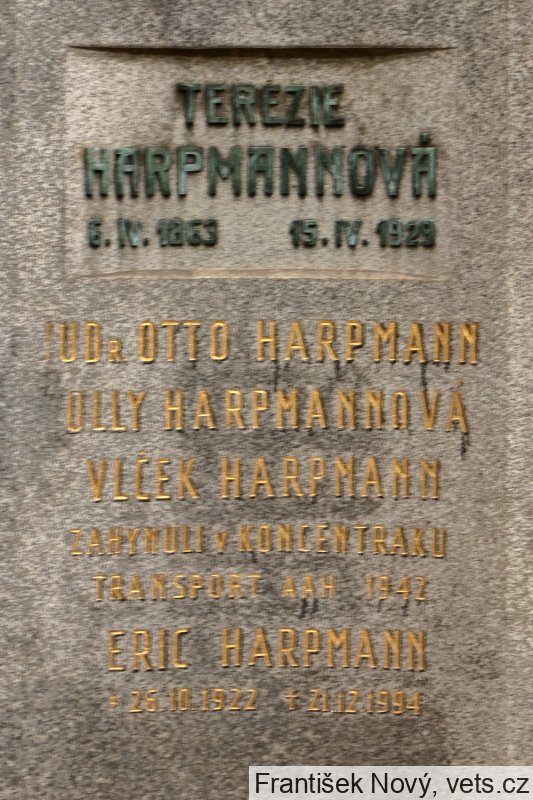 TEREZIE
HARPMANNOVÁ
6. IV. 1863 15. IV. 1929
JUDR OTTO HARPMANN
OLLY HARPMANNOVÁ
VLČEK HARPMANN
ZAHYNULI V KONCENTRÁKU
TRANSPORT AAH 1942
ERIC HARPMANN
* 26.10.1922 † 21.12.1994
František Nový, vets.cz